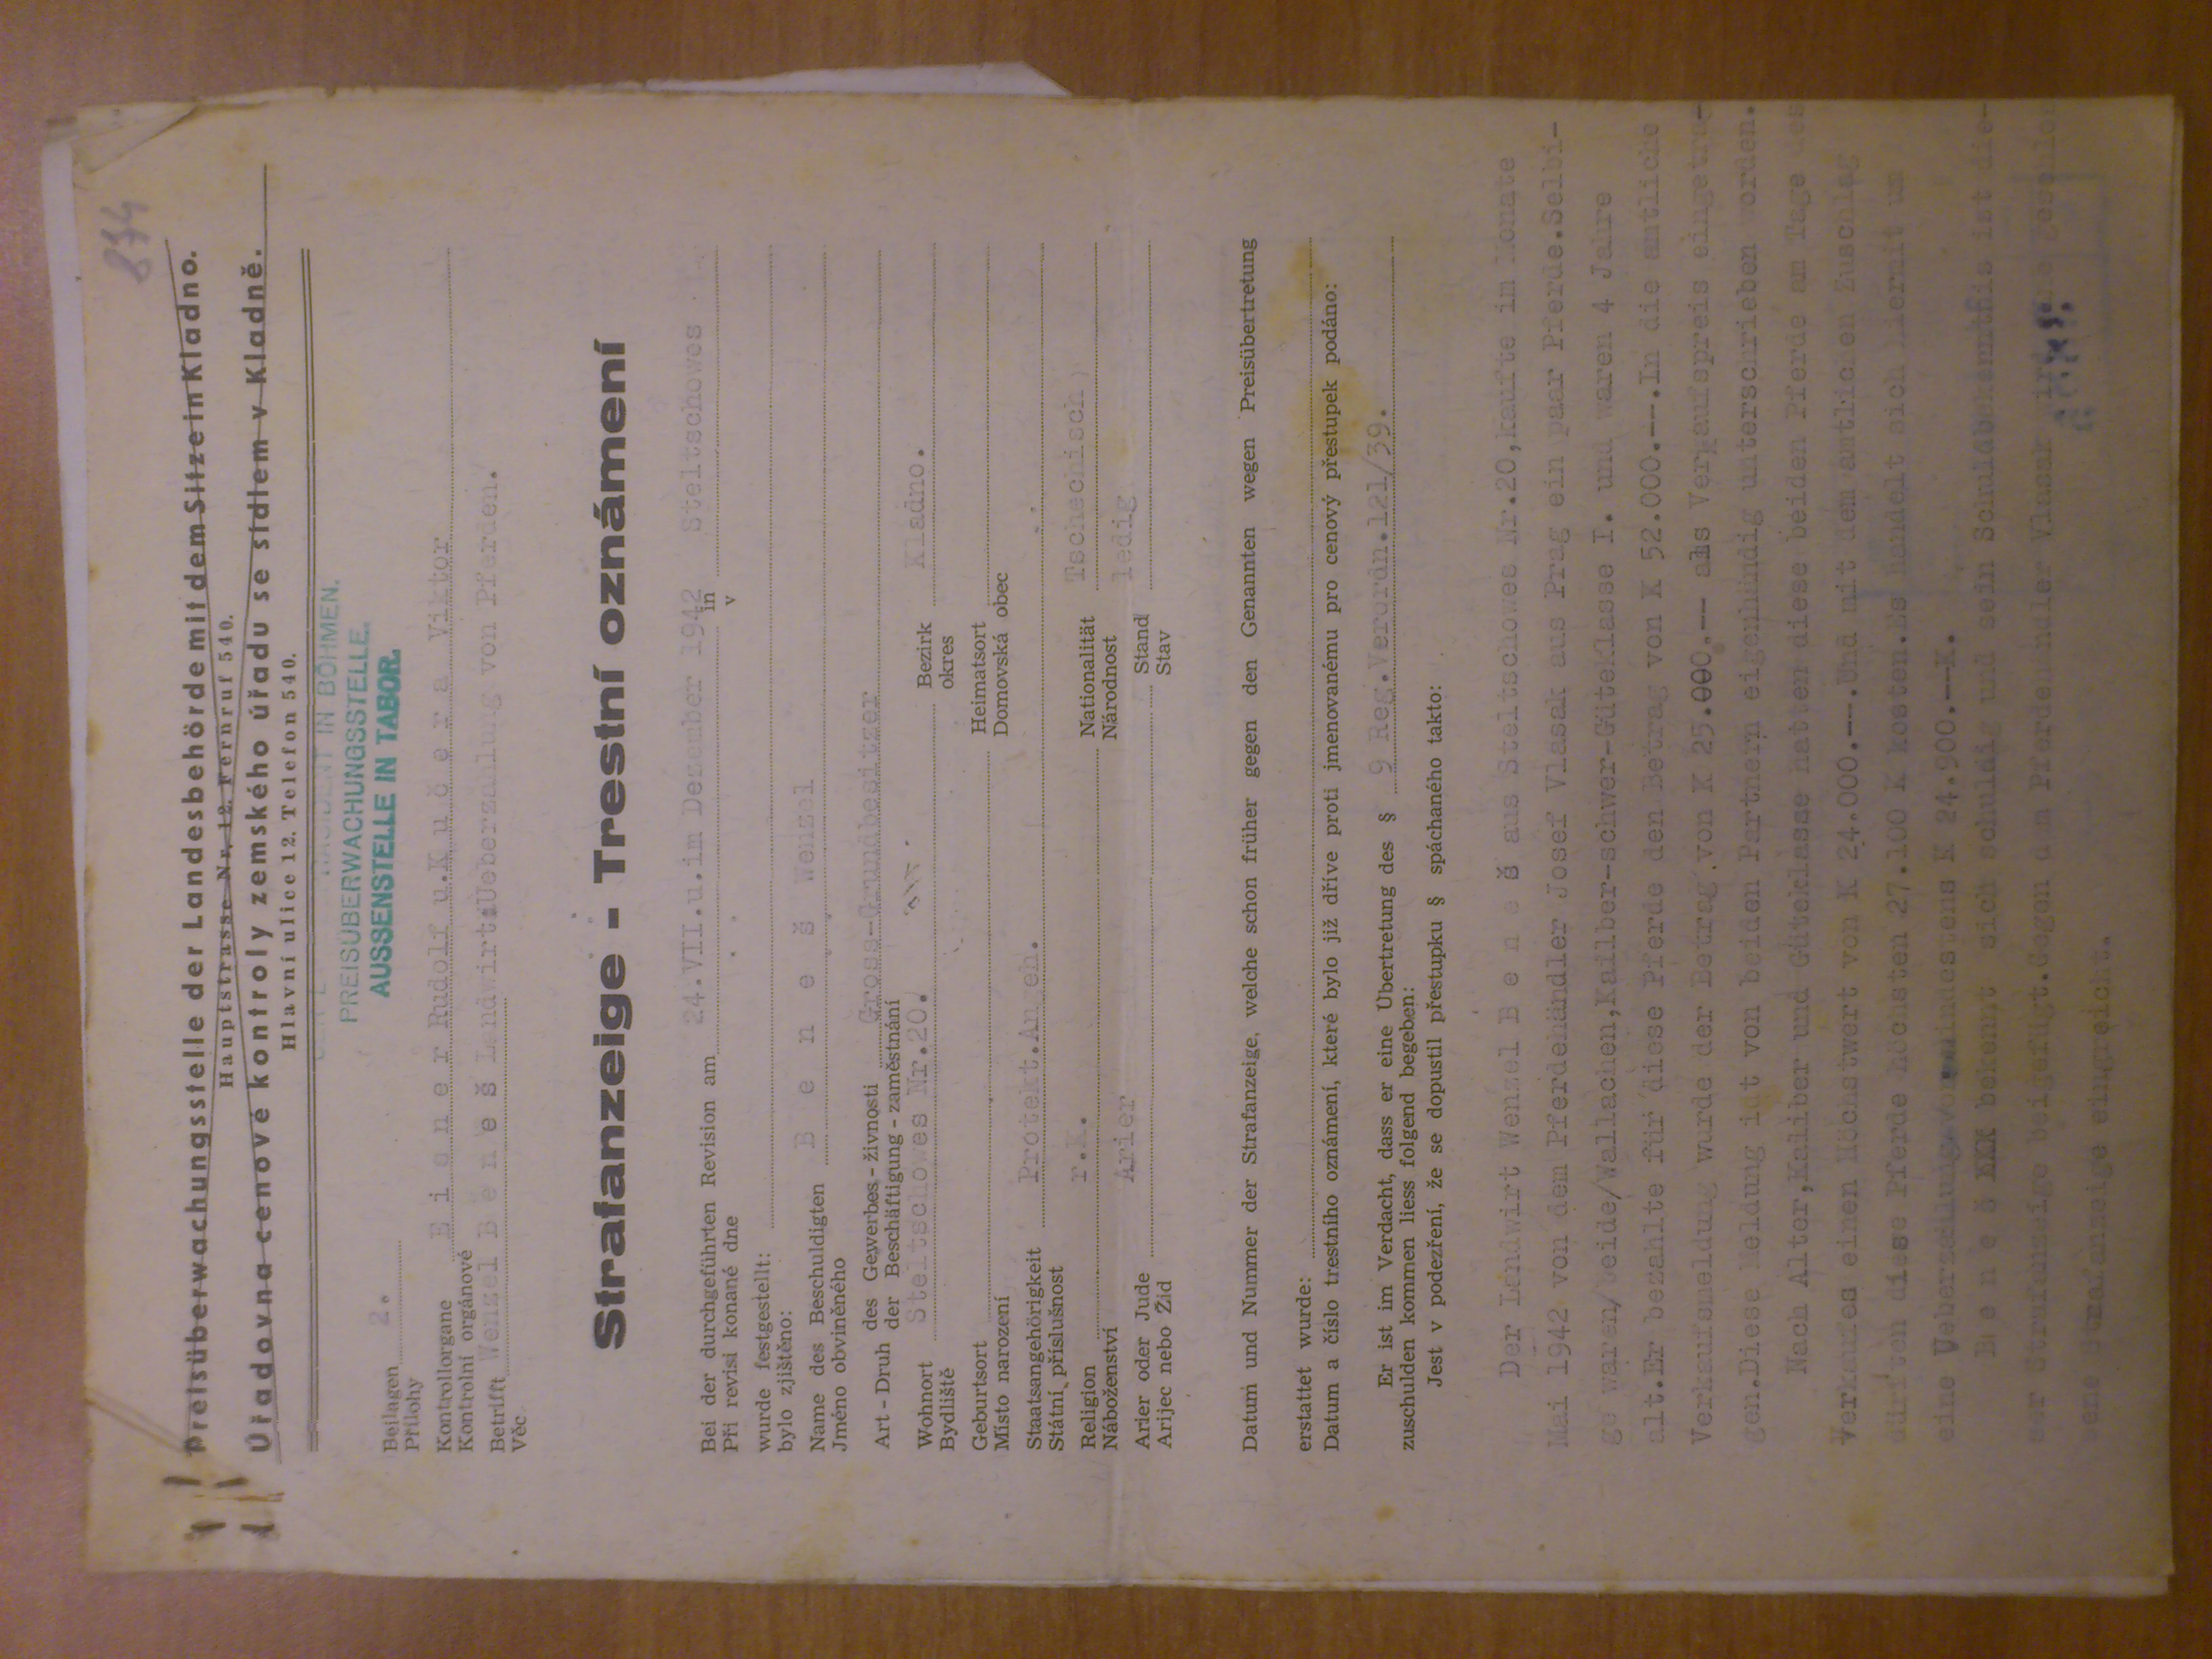 874
Preisüberwachungsstelle der Landesbehörde mit dem Sitze in Kladno.
Hauptstrasse Nr. 12. Fernruf 540.
Úřadovna cenové kontroly zemského úřadu se sídlem v Kladně.
Hlavní ulice 12. Telefon 540.
IN BÖHMEN.
PREISÜBERWACHUNGSSTELLE.
AUSSENSTELLE IN TABOR.
Beilagen 2.
Přílohy
Kontrollorgane E i s n e r Rudolf u.K u č e r a Viktor
Kontrolní orgánové
Betrifft Wenzel B e n e š Landwirt:Ueberzahlung von Pferden.
Věc
Strafanzeige - Trestní oznámení
Bei der durchgeführten Revision am 24.VII.u.im Dezember 1942 in Steltschowes
Při revisi konané dne v
wurde festgestellt:
bylo zjištěno:
Name des Beschuldigten B e n e š Wenzel
Jméno obviněného
Art - Druh des Gewerbes - živnosti Gross-Grundbesitzer
der Beschäftigung - zaměstnání
Wohnort Steltschowes Nr.20. Bezirk Kladno.
Bydliště okres
Geburtsort Heimatsort
Místo narození Domovská obec
Staatsangehörigkeit Protekt.Angeh.
Státní příslušnost
Religion r.K. Nationalität Tschechisch
Náboženství Národnost
Arier oder Jude Arier Stand ledig
Arijec nebo Žid Stav
Datum und Nummer der Strafanzeige, welche schon früher gegen den Genannten wegen Preisübertretung
erstattet wurde:
Datum a číslo trestního oznámení, které bylo již dříve proti jmenovanému pro cenový přestupek podáno:
Er ist im Verdacht, dass er eine Übertretung des § 9 Reg.Verordn.121/39.
zuschulden kommen liess folgend begeben:
Jest v podezření, že se dopustil přestupku § spáchaného takto:
Der Landwirt Wenzel B e n e š aus Steltschowes Nr.20,kaufte im Monate
Mai 1942 von dem Pferdehändler Josef Vlasak aus Prag ein paar Pferde.Selbi-
ge waren/beide/Wallachen,Kailber-schwer-Güteklasse I. und waren 4 Jahre
alt.Er bezahlte für diese Pferde den Betrag von K 52.000.--.In die amtliche
Verkaufsmeldung wurde der Betrag von K 25.000.-- als Verkaufspreis eingetra-
gen.Diese Meldung ist von beiden Partnern eigenhändig unterschrieben worden.
Nach Alter,Kaliber und Güteklasse hatten diese beiden Pferde am Tage des
Verkaufes einen Höchstwert von K 24.000.--.Und mit dem amtlichen Zuschlag
dürften diese Pferde höchsten 27.100 K kosten.Es handelt sich hiermit um
eine Ueberzahlung von mindestens K 24.900.--K.
B e n e š XXX bekennt sich schuldig und sein Schuldbekenntnis ist die-
ser Strafanzeige beigefügt.Gegen dem Pferdehändler Vlasak wird eine
sene Strafanzeige eingreicht.